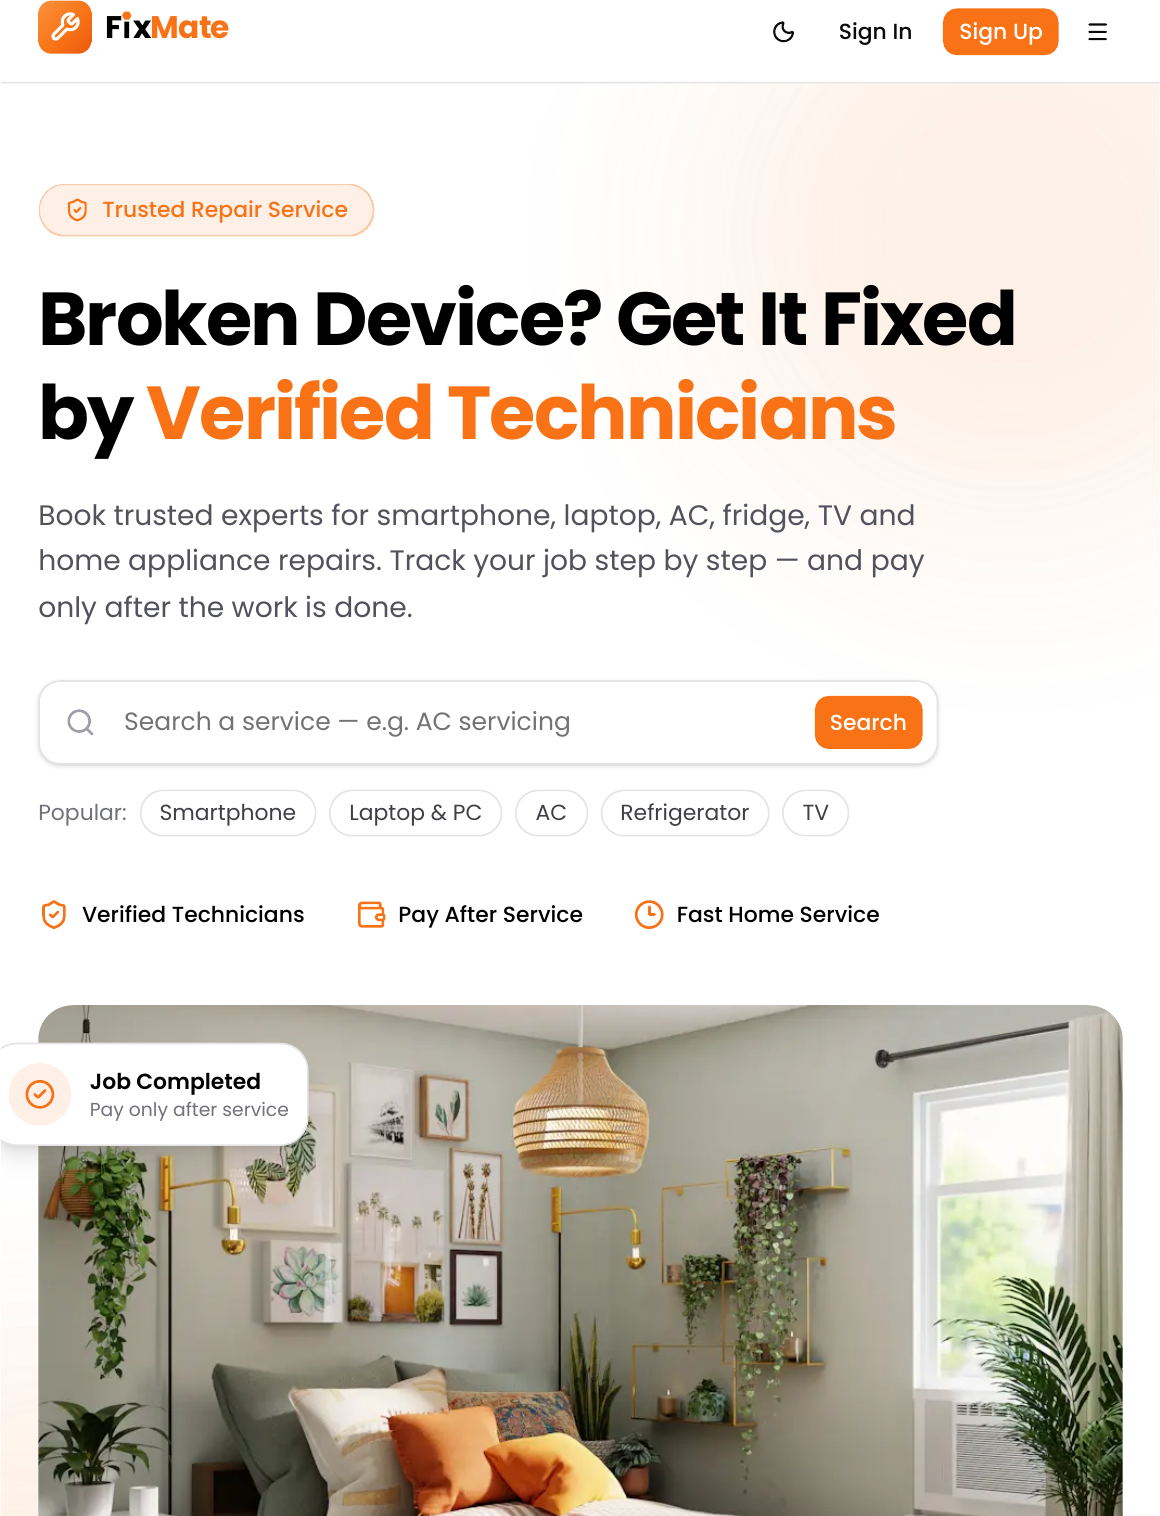 FixMate
Sign In
Sign Up
Trusted Repair Service
Broken Device? Get It Fixed
by Verified Technicians
Book trusted experts for smartphone, laptop, AC, fridge, TV and
home appliance repairs. Track your job step by step — and pay
only after the work is done.
Search a service — e.g. AC servicing
Search
Popular: Smartphone Laptop & PC AC Refrigerator TV
Verified Technicians Pay After Service Fast Home Service
Job Completed
Pay only after service